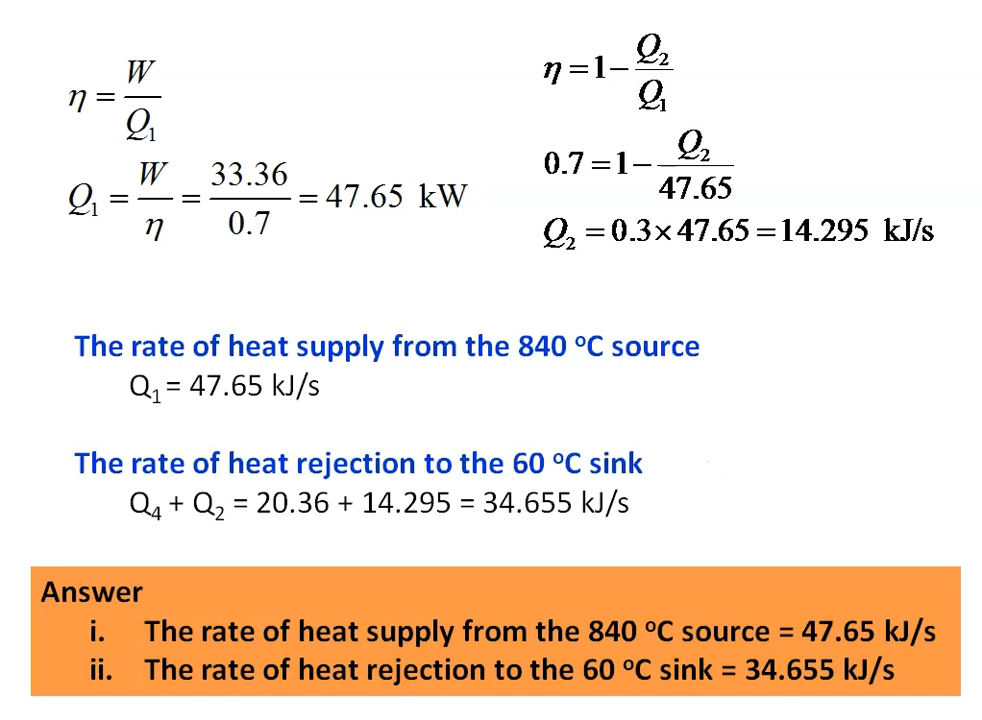 η = W/Q₁
Q₁ = W/η = 33.36/0.7 = 47.65 kW
η = 1 − Q₂/Q₁
0.7 = 1 − Q₂/47.65
Q₂ = 0.3 × 47.65 = 14.295 kJ/s
The rate of heat supply from the 840 ºC source
Q₁ = 47.65 kJ/s
The rate of heat rejection to the 60 ºC sink
Q₄ + Q₂ = 20.36 + 14.295 = 34.655 kJ/s
Answer
i. The rate of heat supply from the 840 ºC source = 47.65 kJ/s
ii. The rate of heat rejection to the 60 ºC sink = 34.655 kJ/s